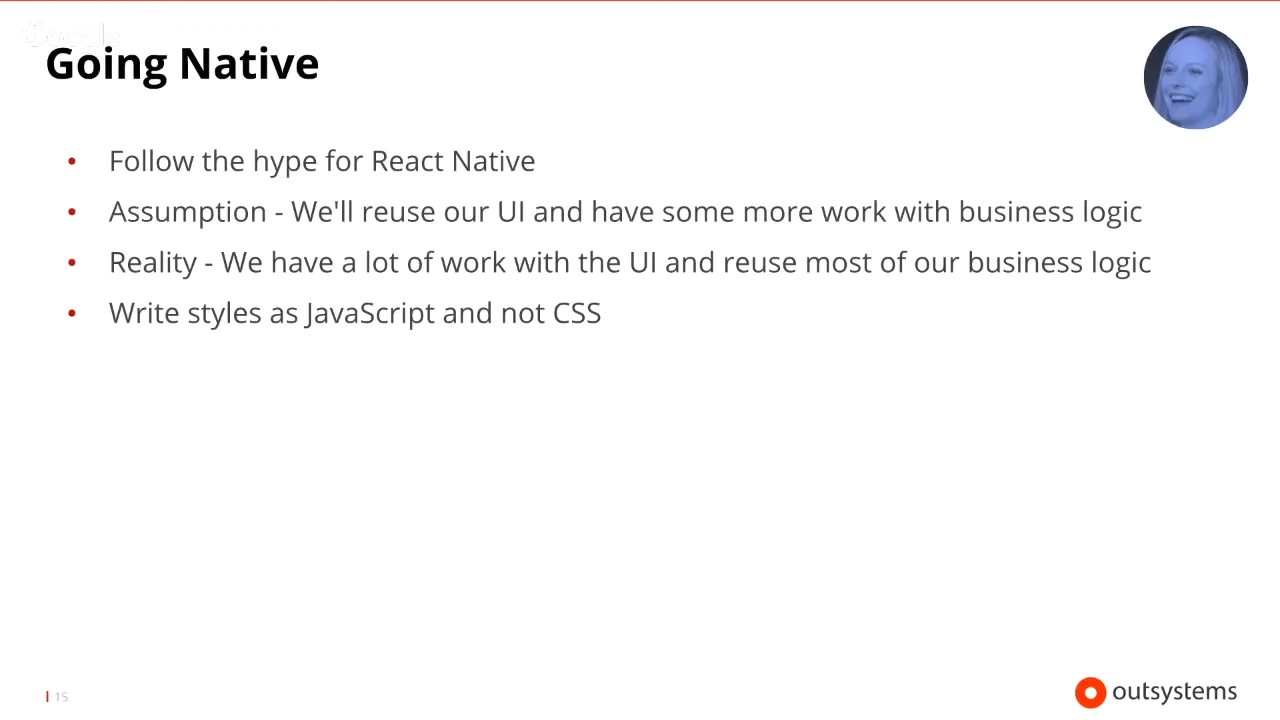 Going Native
• Follow the hype for React Native
• Assumption - We'll reuse our UI and have some more work with business logic
• Reality - We have a lot of work with the UI and reuse most of our business logic
• Write styles as JavaScript and not CSS
15
outsystems